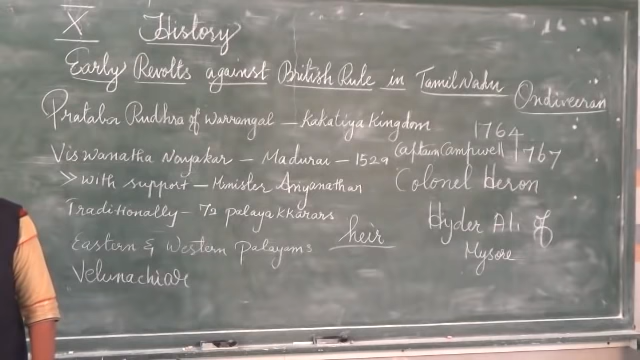 X History
Early Revolts against British Rule in Tamil Nadu
Ondiveeran
Prataba Rudhra of Warrangal – Kakatiya Kingdom
1764
Viswanatha Nayakar – Madurai – 1529
Captain Campwell 1767
>> with support – Minister Ariyanathar
Colonel Heron
Traditionally – 72 palayakkarars
Hyder Ali of
Mysore
Eastern & Western Palayams
heir
Velunachiar